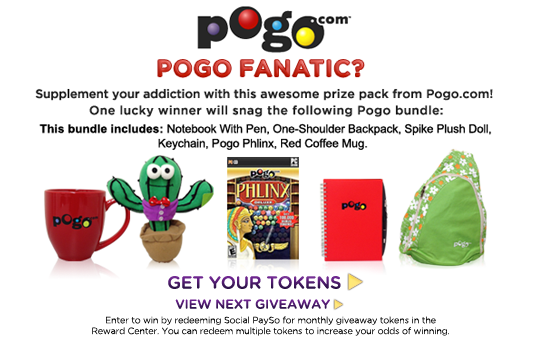 pogo.com
POGO FANATIC?
Supplement your addiction with this awesome prize pack from Pogo.com!
One lucky winner will snag the following Pogo bundle:
This bundle includes: Notebook With Pen, One-Shoulder Backpack, Spike Plush Doll,
Keychain, Pogo Phlinx, Red Coffee Mug.
pogo
PC
PHLINX
DELUXE
pogo
pogo
pogo
GET YOUR TOKENS
VIEW NEXT GIVEAWAY
Enter to win by redeeming Social PaySo for monthly giveaway tokens in the
Reward Center. You can redeem multiple tokens to increase your odds of winning.